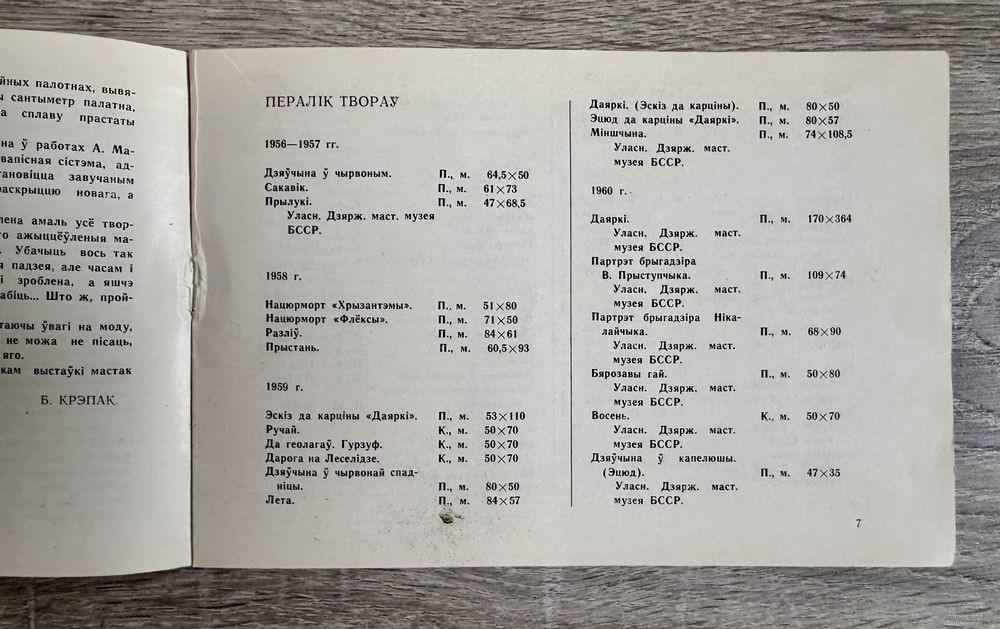 йных палотнах, вывя-
ы сантыметр палатна,
а сплаву прастаты
на ў работах А. Ма-
вапісная сістэма, ад-
тановіцца завучаным
раскрыццю новага, а
лена амаль усё твор-
го ажыццёўленыя ма-
. Убачыць вось так
я падзея, але часам і
і зроблена, а яшчэ
абіць... Што ж, прой-
таючы ўвагі на моду,
не можа не пісаць,
яго.
кам выстаўкі мастак
Б. КРЭПАК.
ПЕРАЛІК ТВОРАЎ
1956—1957 гг.
Дзяўчына ў чырвоным. П., м. 64,5×50
Сакавік. П., м. 61×73
Прылукі. П., м. 47×68,5
Уласн. Дзярж. маст. музея
БССР.
1958 г.
Нацюрморт «Хрызантэмы». П., м. 51×80
Нацюрморт «Флёксы». П., м. 71×50
Разліў. П., м. 84×61
Прыстань. П., м. 60,5×93
1959 г.
Эскіз да карціны «Даяркі». П., м. 53×110
Ручай. К., м. 50×70
Да геолагаў. Гурзуф. К., м. 50×70
Дарога на Леселідзе. К., м. 50×70
Дзяўчына ў чырвонай спад-
ніцы. П., м. 80×50
Лета. П., м. 84×57
Даяркі. (Эскіз да карціны). П., м. 80×50
Эцюд да карціны «Даяркі». П., м. 80×57
Міншчына. П., м. 74×108,5
Уласн. Дзярж. маст.
музея БССР.
1960 г.
Даяркі. П., м. 170×364
Уласн. Дзярж. маст.
музея БССР.
Партрэт брыгадзіра
В. Прыступчыка. П., м. 109×74
Уласн. Дзярж. маст.
музея БССР.
Партрэт брыгадзіра Ніка-
лайчыка. П., м. 68×90
Уласн. Дзярж. маст.
музея БССР.
Бярозавы гай. П., м. 50×80
Уласн. Дзярж. маст.
музея БССР.
Восень. К., м. 50×70
Уласн. Дзярж. маст.
музея БССР.
Дзяўчына ў капелюшы.
(Эцюд). П., м. 47×35
Уласн. Дзярж. маст.
музея БССР.
7